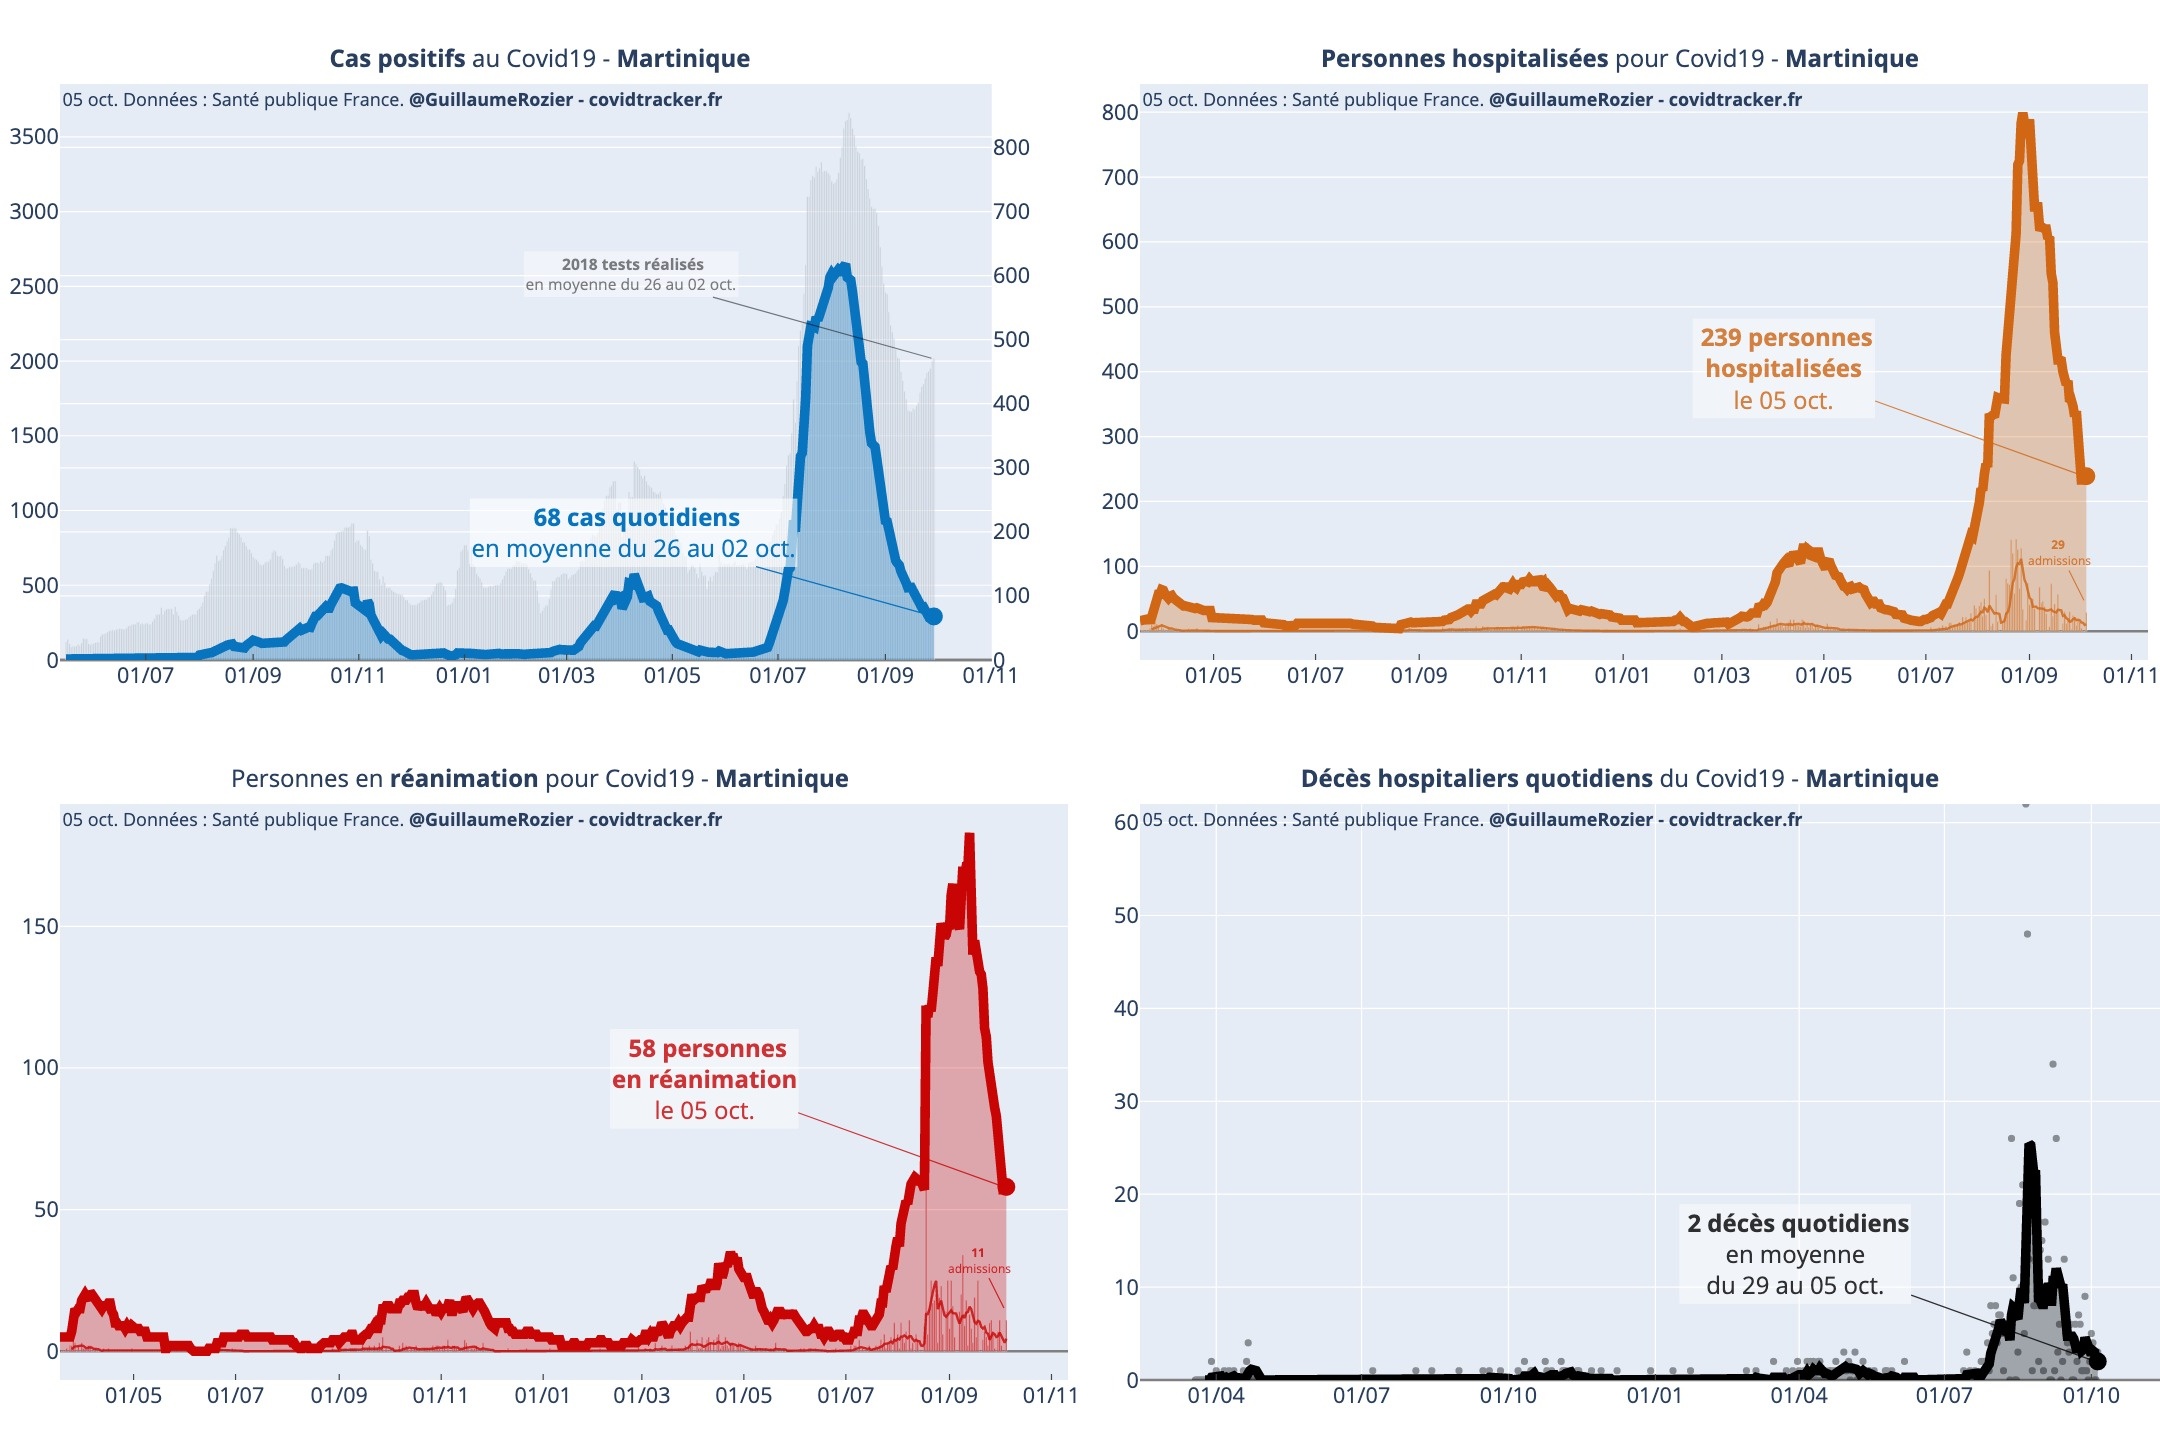 Cas positifs au Covid19 - Martinique
05 oct. Données : Santé publique France. @GuillaumeRozier - covidtracker.fr
3500
3000
2500
2000
1500
1000
500
0
800
700
600
500
400
300
200
100
0
2018 tests réalisés
en moyenne du 26 au 02 oct.
68 cas quotidiens
en moyenne du 26 au 02 oct.
01/07 01/09 01/11 01/01 01/03 01/05 01/07 01/09 01/11
Personnes hospitalisées pour Covid19 - Martinique
05 oct. Données : Santé publique France. @GuillaumeRozier - covidtracker.fr
800
700
600
500
400
300
200
100
0
239 personnes
hospitalisées
le 05 oct.
29
admissions
01/05 01/07 01/09 01/11 01/01 01/03 01/05 01/07 01/09 01/11
Personnes en réanimation pour Covid19 - Martinique
05 oct. Données : Santé publique France. @GuillaumeRozier - covidtracker.fr
150
100
50
0
58 personnes
en réanimation
le 05 oct.
11
admissions
01/05 01/07 01/09 01/11 01/01 01/03 01/05 01/07 01/09 01/11
Décès hospitaliers quotidiens du Covid19 - Martinique
05 oct. Données : Santé publique France. @GuillaumeRozier - covidtracker.fr
60
50
40
30
20
10
0
2 décès quotidiens
en moyenne
du 29 au 05 oct.
01/04 01/07 01/10 01/01 01/04 01/07 01/10